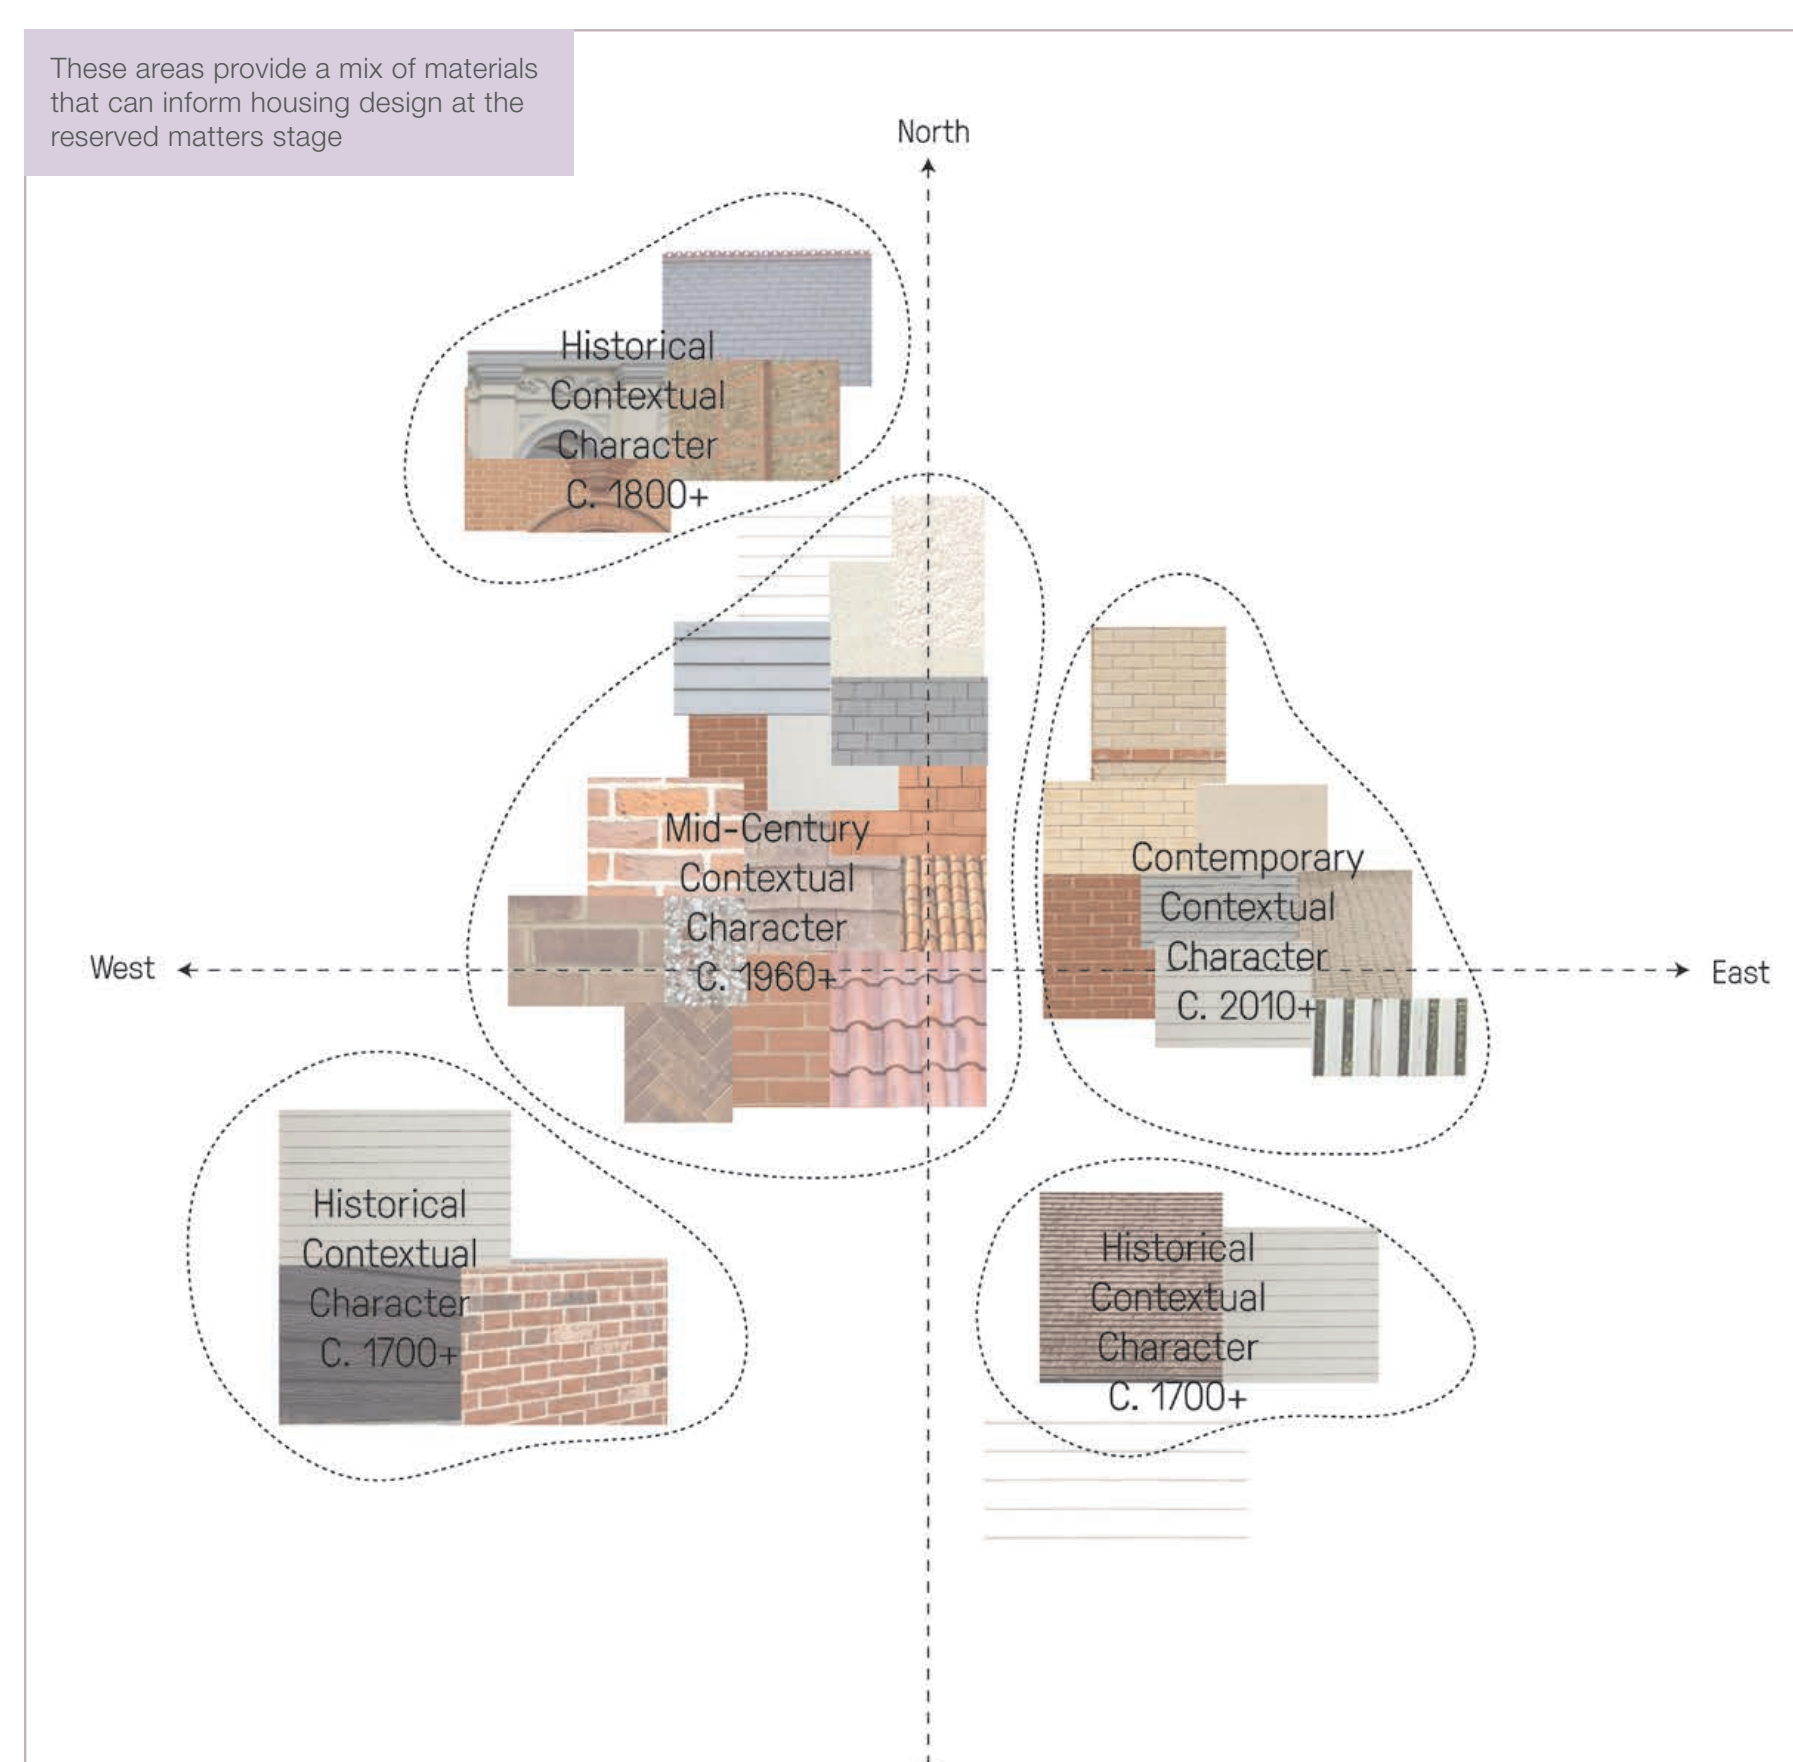 These areas provide a mix of materials
that can inform housing design at the
reserved matters stage
North
Historical
Contextual
Character
C. 1800+
Mid-Century
Contextual
Character
C. 1960+
Contemporary
Contextual
Character
C. 2010+
West
East
Historical
Contextual
Character
C. 1700+
Historical
Contextual
Character
C. 1700+